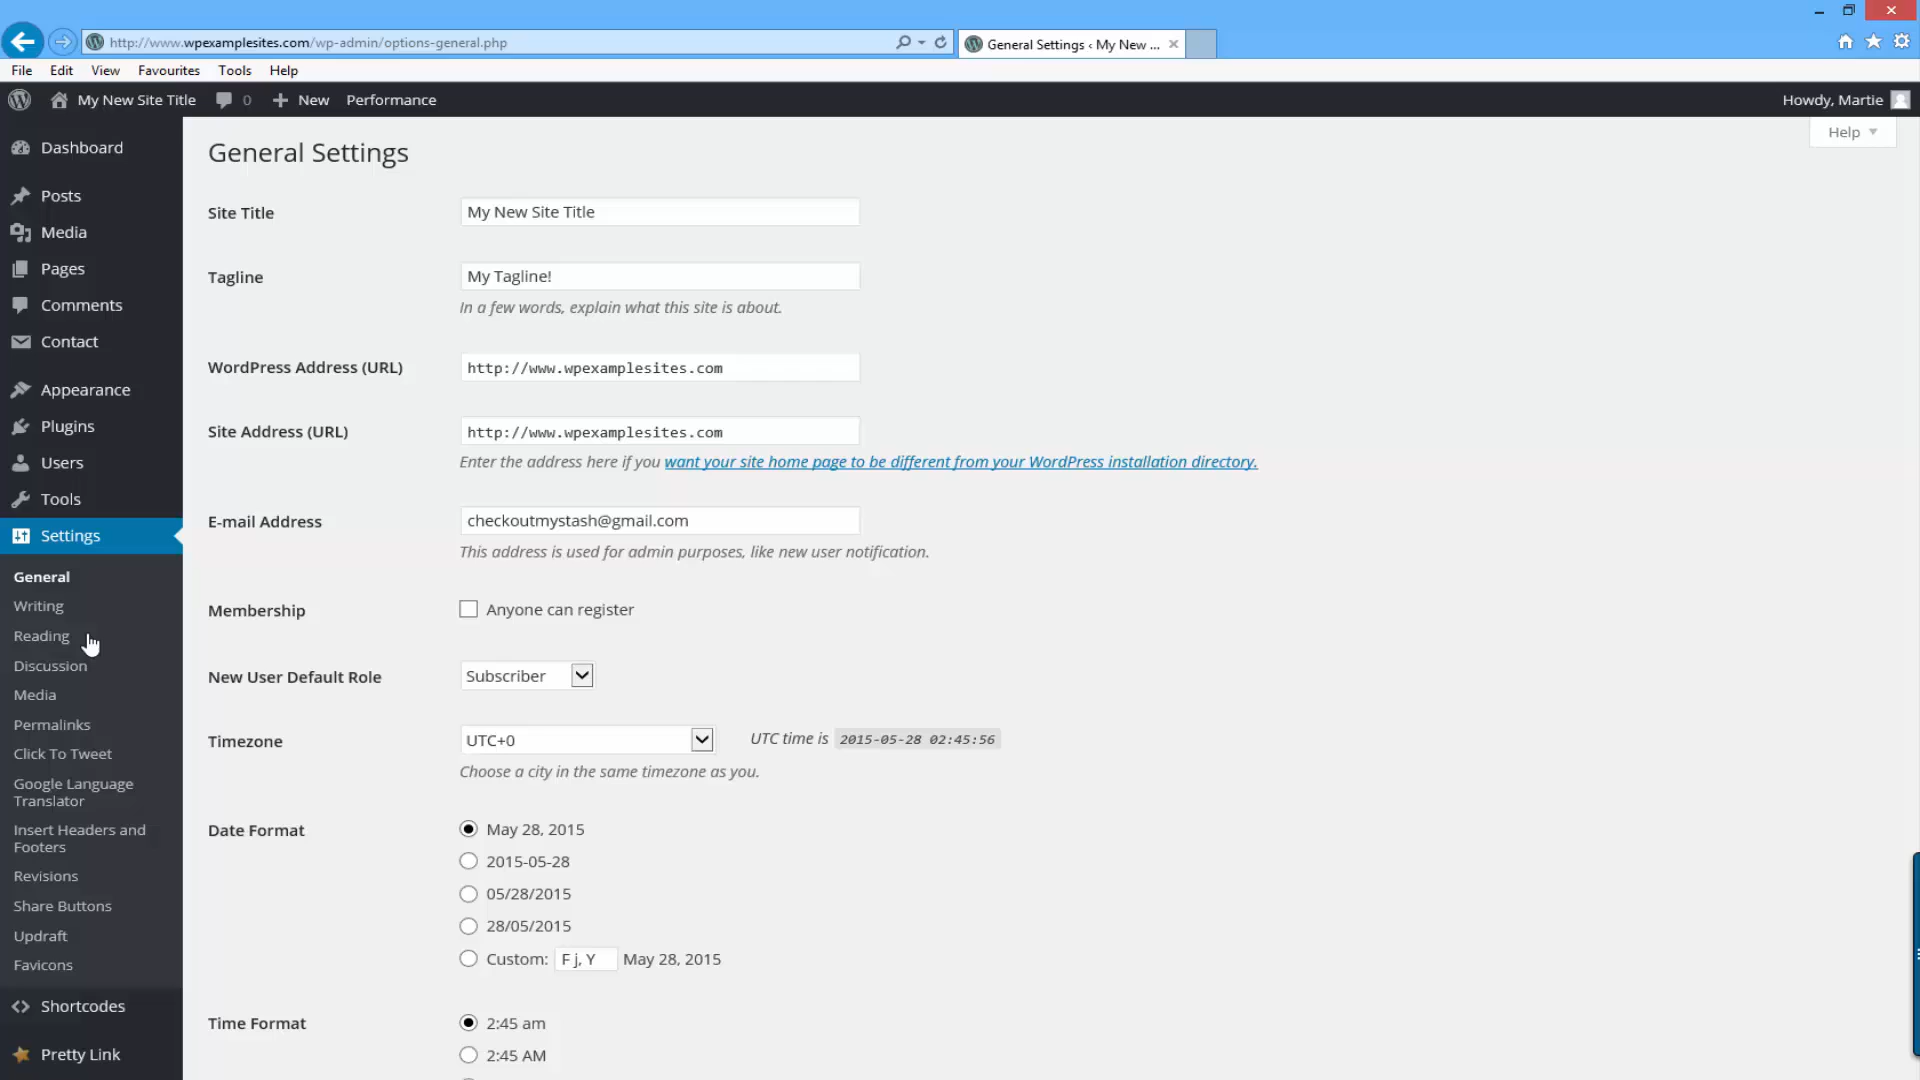 http://www.wpexamplesites.com/wp-admin/options-general.php
General Settings ‹ My New ...
File Edit View Favourites Tools Help
My New Site Title 0 New Performance
Howdy, Martie
Help
Dashboard
Posts
Media
Pages
Comments
Contact
Appearance
Plugins
Users
Tools
Settings
General
Writing
Reading
Discussion
Media
Permalinks
Click To Tweet
Google Language
Translator
Insert Headers and
Footers
Revisions
Share Buttons
Updraft
Favicons
Shortcodes
Pretty Link
General Settings
Site Title My New Site Title
Tagline My Tagline!
In a few words, explain what this site is about.
WordPress Address (URL) http://www.wpexamplesites.com
Site Address (URL) http://www.wpexamplesites.com
Enter the address here if you want your site home page to be different from your WordPress installation directory.
E-mail Address checkoutmystash@gmail.com
This address is used for admin purposes, like new user notification.
Membership Anyone can register
New User Default Role Subscriber
Timezone UTC+0 UTC time is 2015-05-28 02:45:56
Choose a city in the same timezone as you.
Date Format May 28, 2015
2015-05-28
05/28/2015
28/05/2015
Custom: F j, Y May 28, 2015
Time Format 2:45 am
2:45 AM